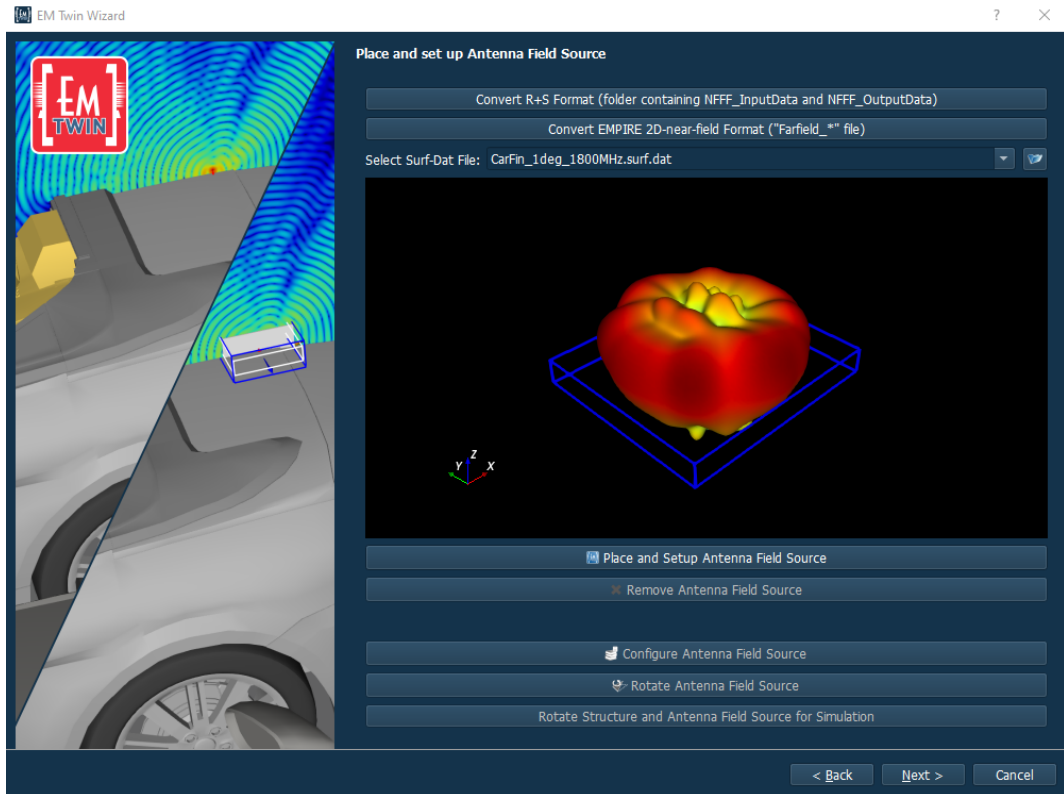 EM Twin Wizard
?
EM
TWIN
Place and set up Antenna Field Source
Convert R+S Format (folder containing NFFF_InputData and NFFF_OutputData)
Convert EMPIRE 2D-near-field Format ("Farfield_*" file)
Select Surf-Dat File: CarFin_1deg_1800MHz.surf.dat
Z
Y X
Place and Setup Antenna Field Source
Remove Antenna Field Source
Configure Antenna Field Source
Rotate Antenna Field Source
Rotate Structure and Antenna Field Source for Simulation
< Back Next > Cancel